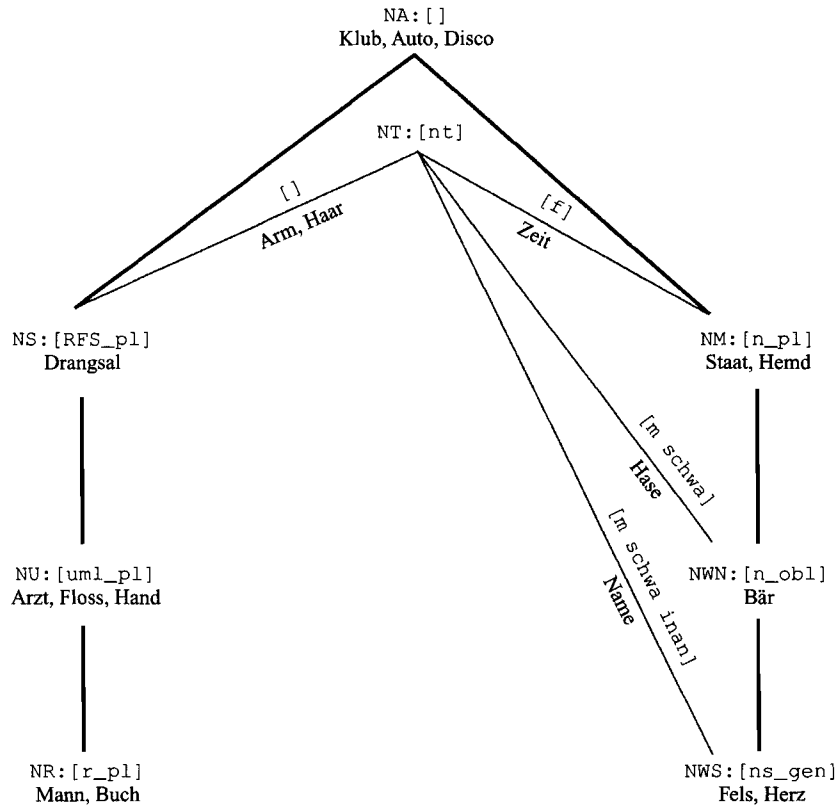 NA:[]
Klub, Auto, Disco
NT:[nt]
[]
Arm, Haar
[f]
Zeit
NS:[RFS_pl]
Drangsal
NM:[n_pl]
Staat, Hemd
[m schwa]
Hase
[m schwa inan]
Name
NU:[uml_pl]
Arzt, Floss, Hand
NWN:[n_obl]
Bär
NR:[r_pl]
Mann, Buch
NWS:[ns_gen]
Fels, Herz